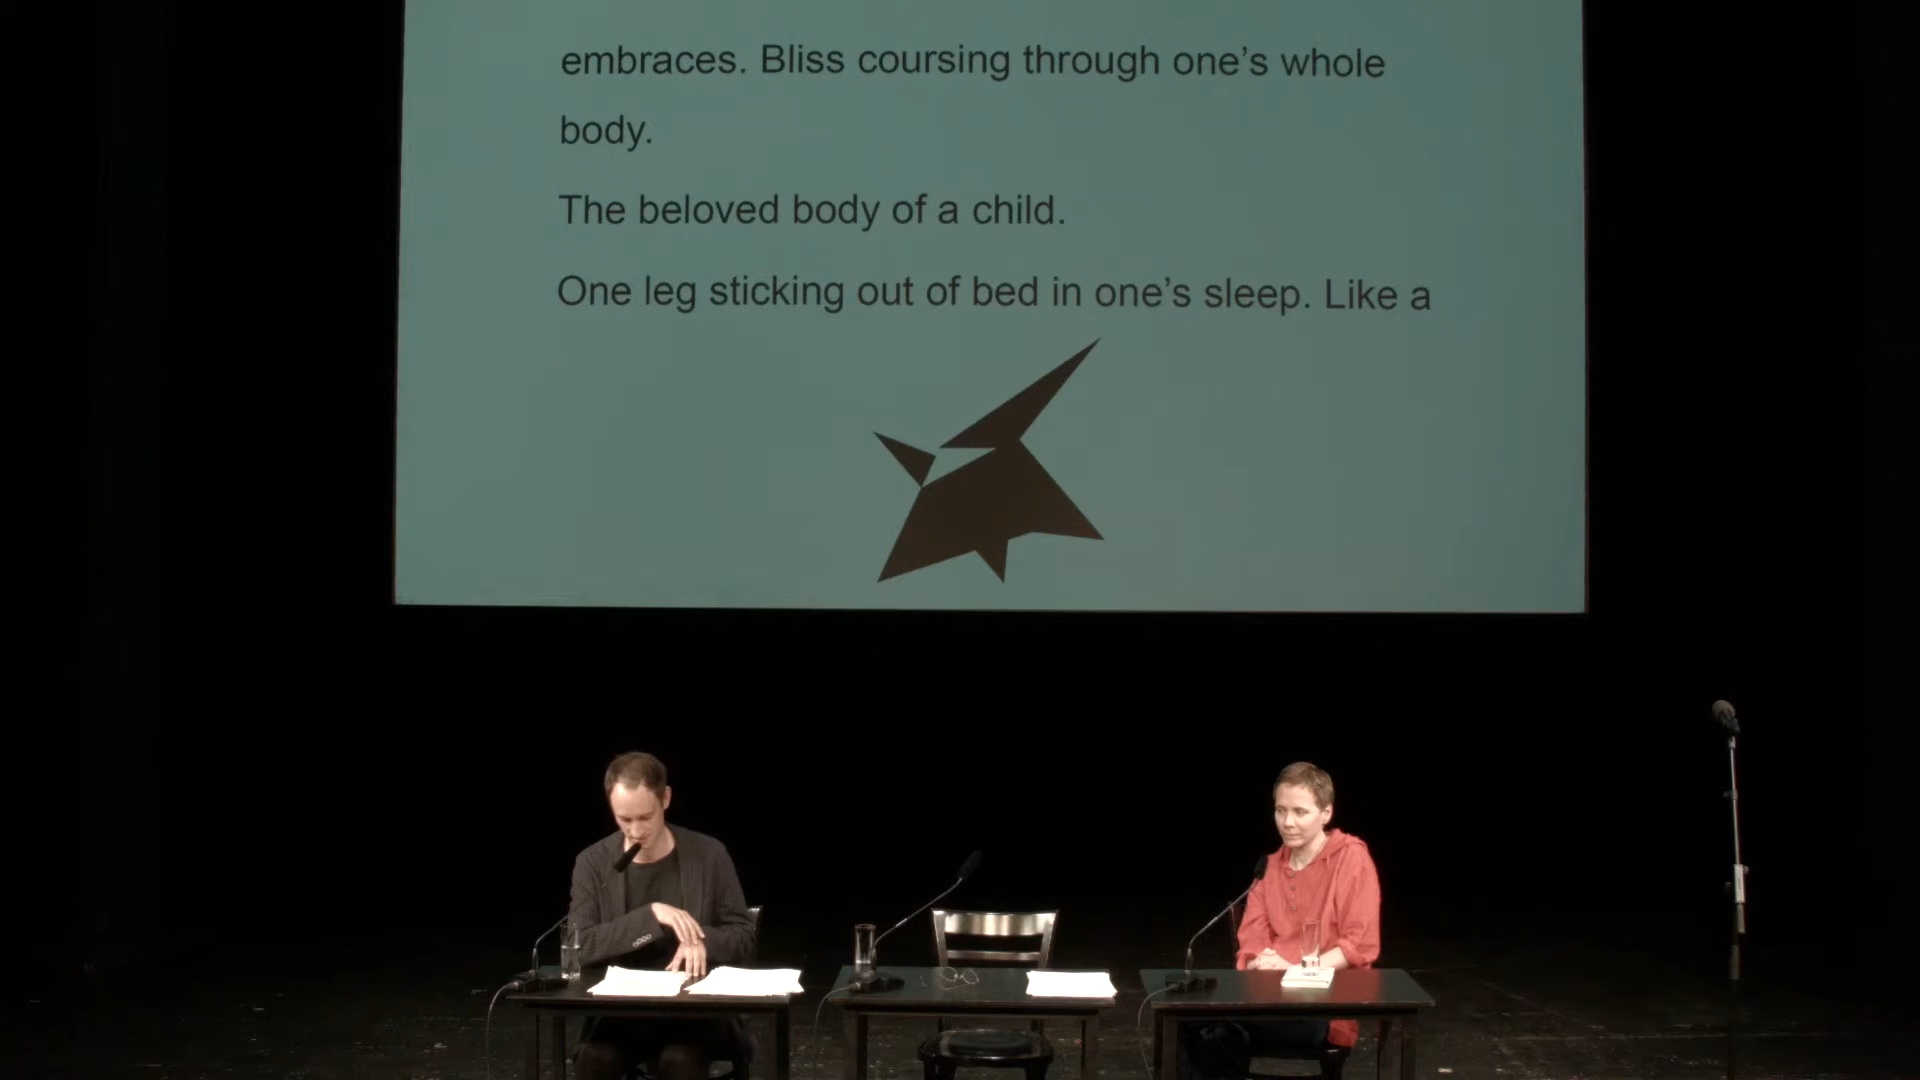 embraces. Bliss coursing through one’s whole
body.
The beloved body of a child.
One leg sticking out of bed in one’s sleep. Like a